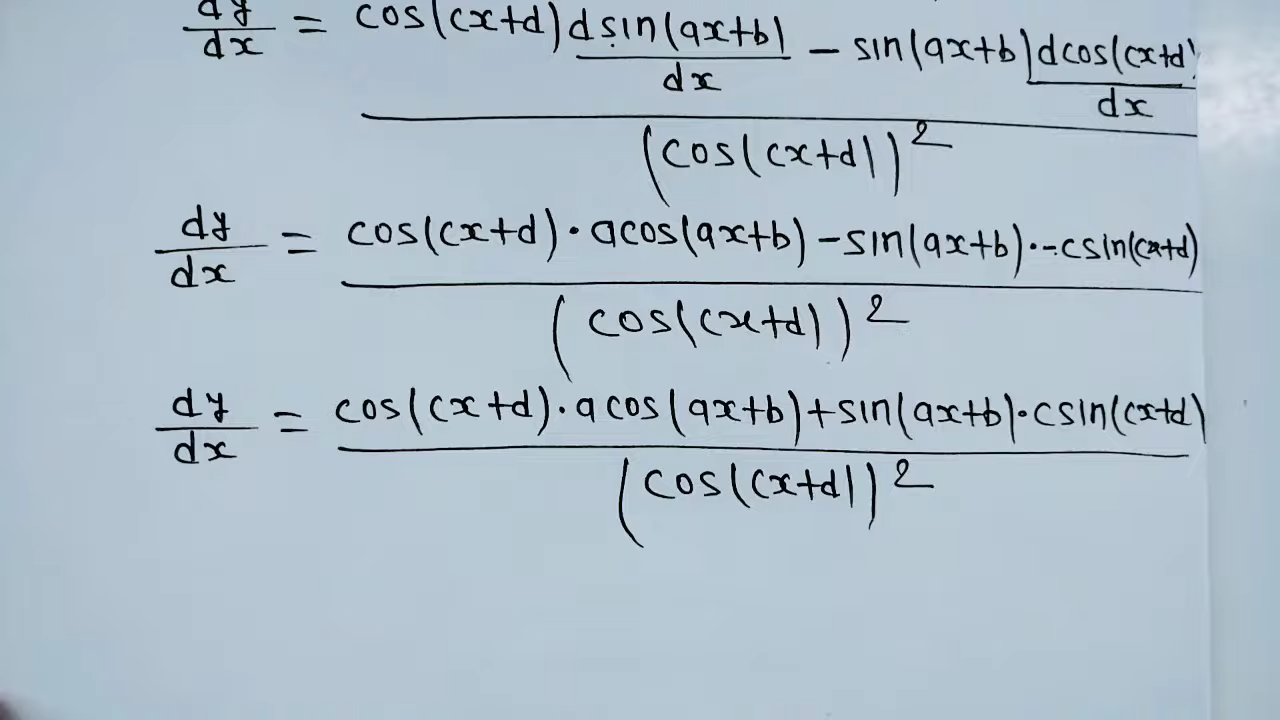 dy/dx = cos(cx+d) d sin(ax+b)/dx - sin(ax+b) d cos(cx+d)/dx
(cos(cx+d))²
dy/dx = cos(cx+d)·acos(ax+b) - sin(ax+b)·-csin(cx+d)
(cos(cx+d))²
dy/dx = cos(cx+d)·acos(ax+b)+sin(ax+b)·csin(cx+d)
(cos(cx+d))²